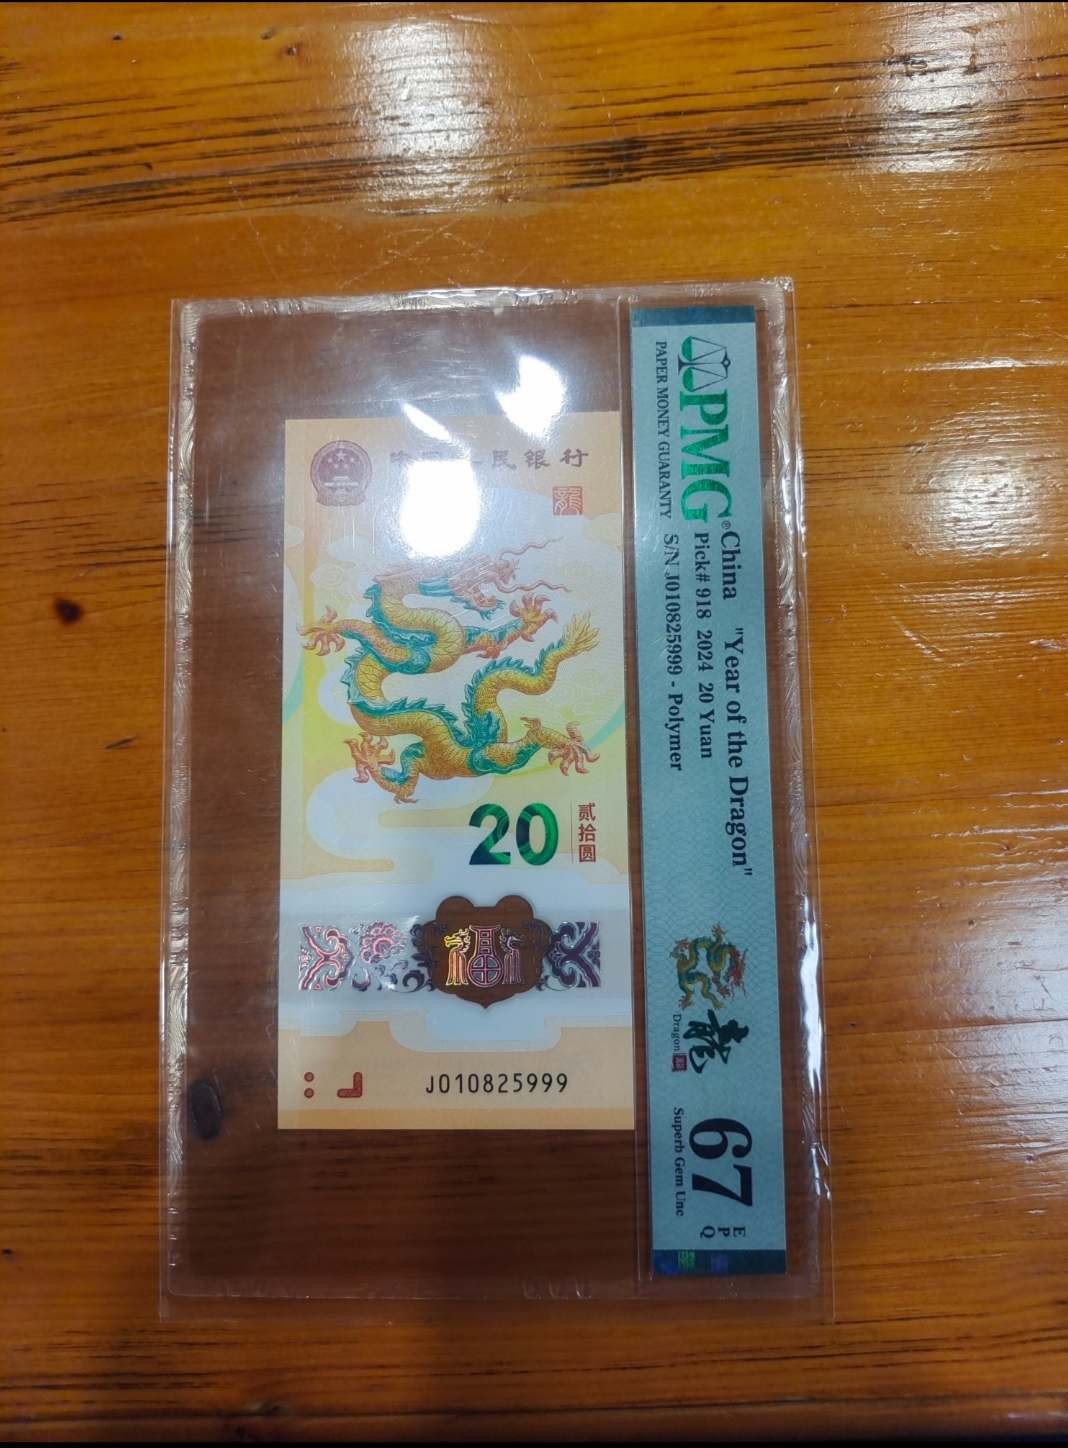 民银行
20
贰拾圆
J010825999
PMG
PAPER MONEY GUARANTY
China "Year of the Dragon"
Pick# 918 2024 20 Yuan
S/N J010825999 - Polymer
龍
Dragon
67
EPQ
Superb Gem Unc